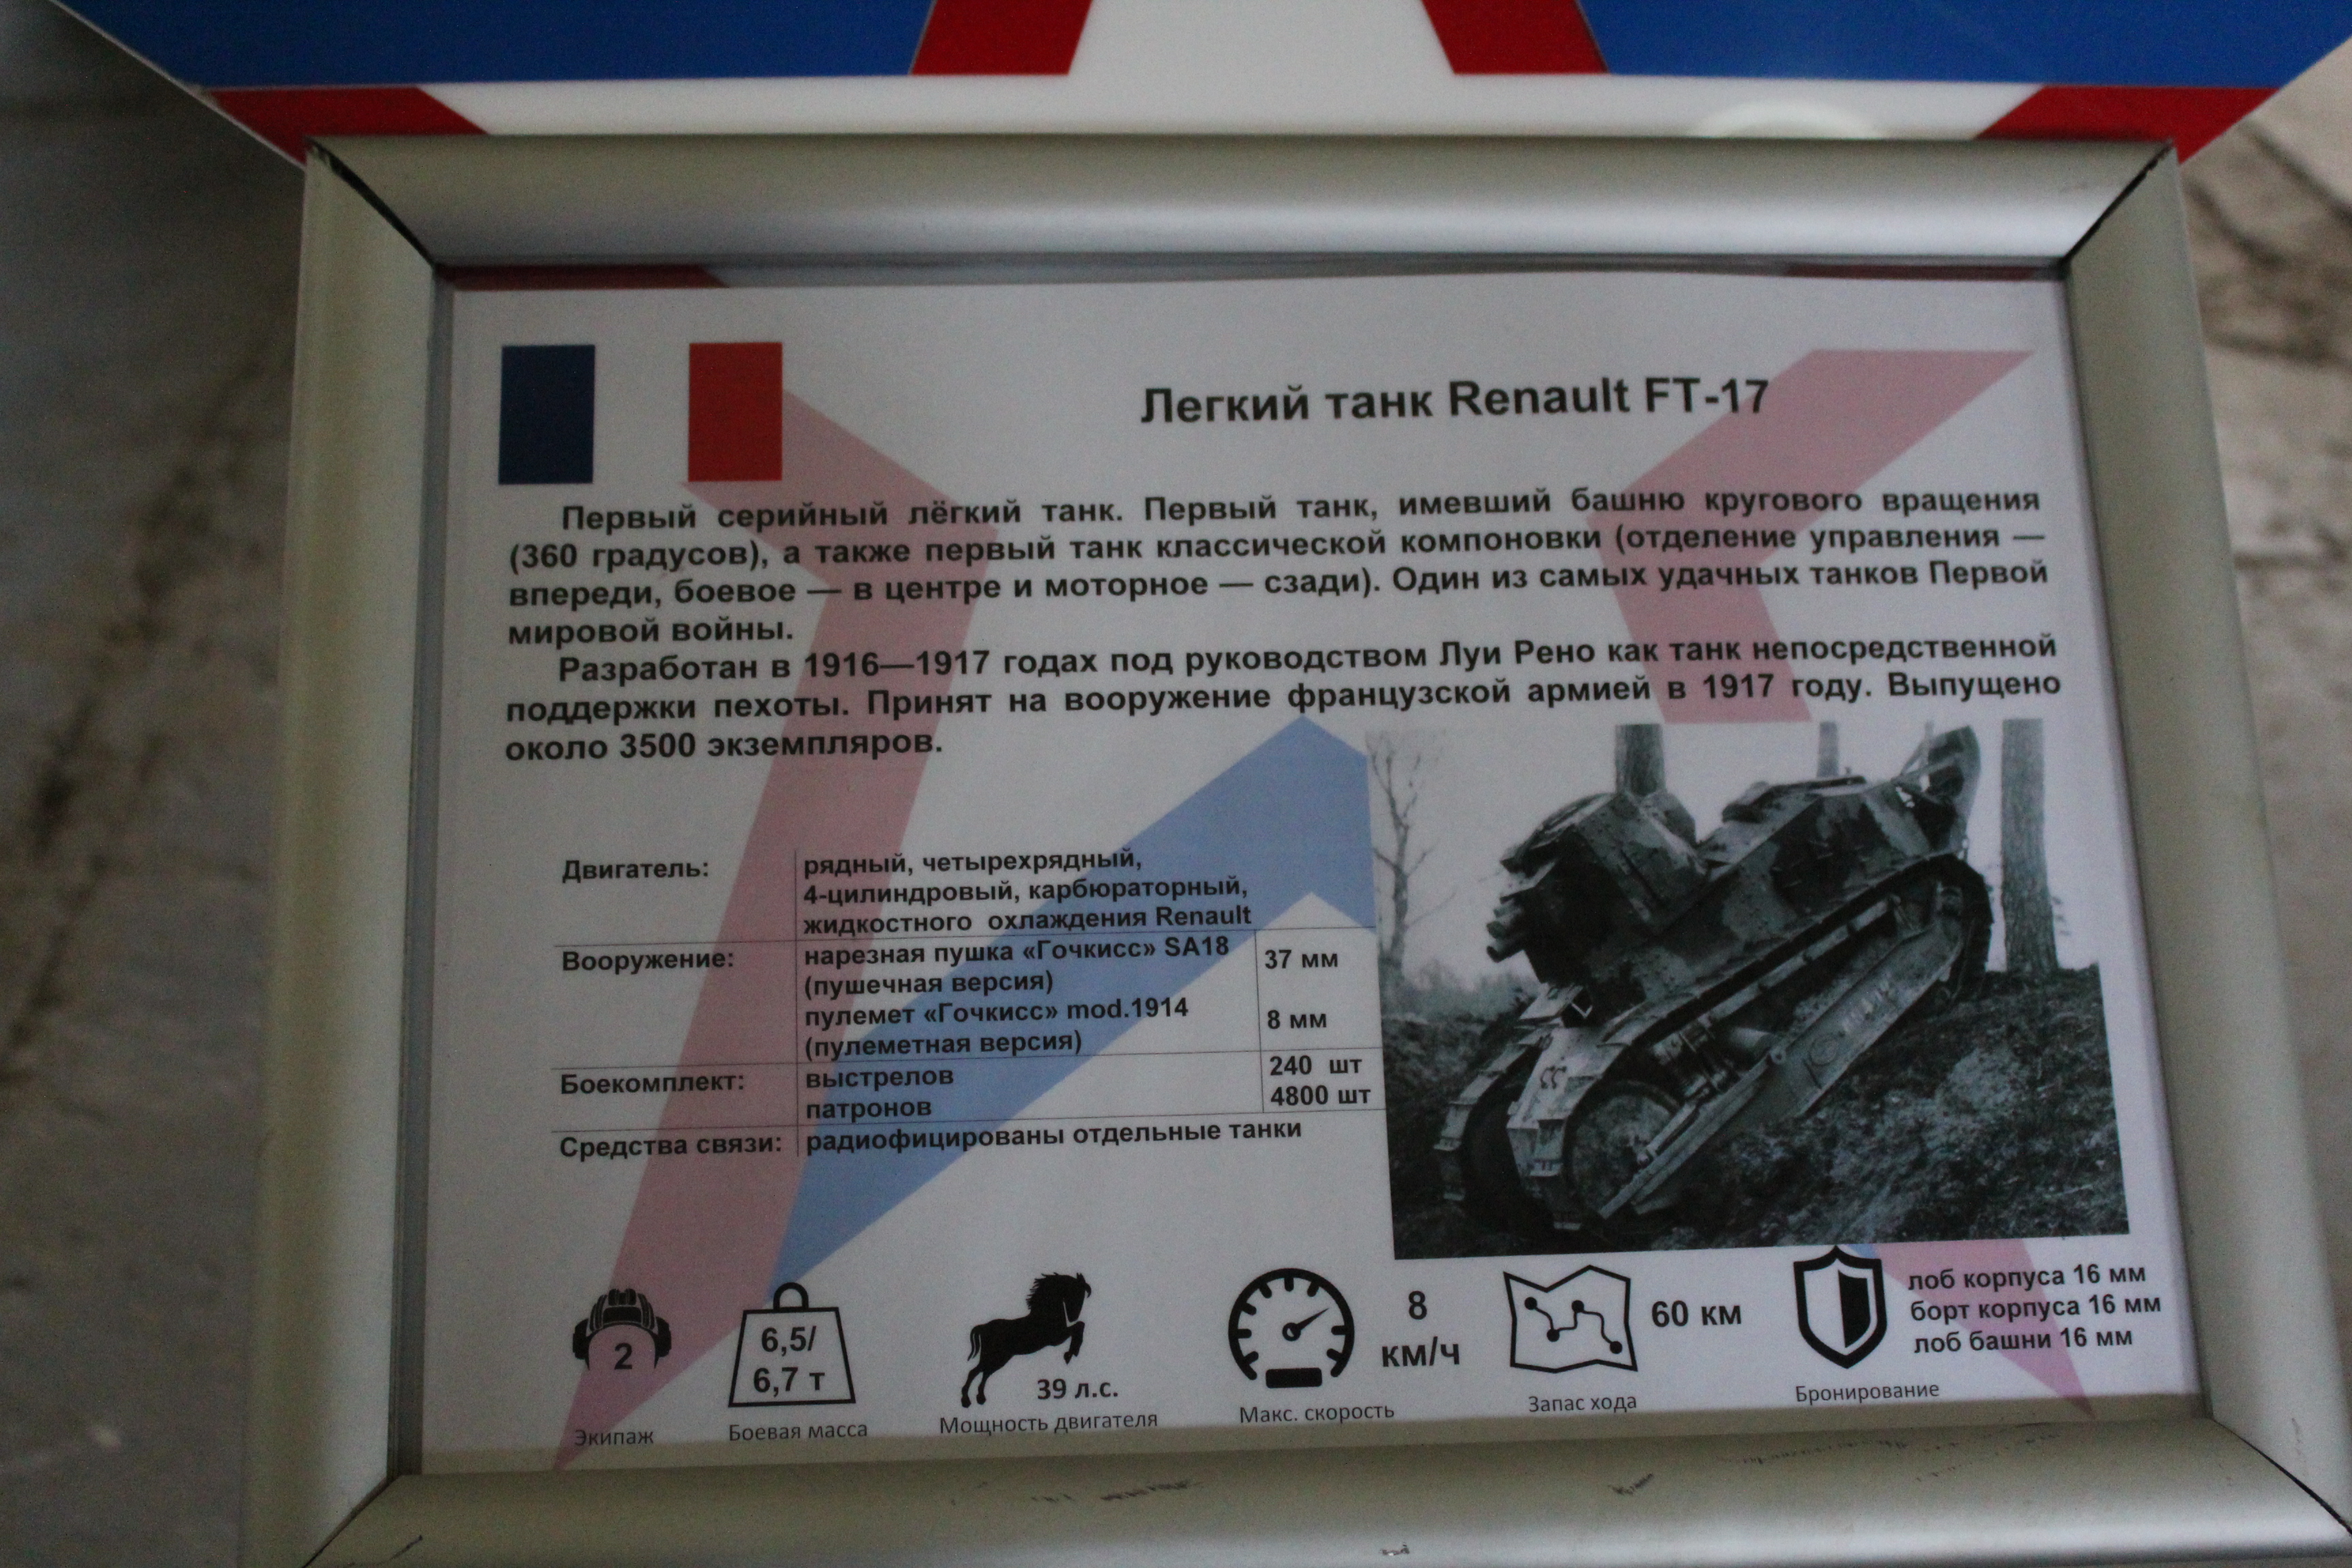 Легкий танк Renault FT-17
Первый серийный лёгкий танк. Первый танк, имевший башню кругового вращения
(360 градусов), а также первый танк классической компоновки (отделение управления —
впереди, боевое — в центре и моторное — сзади). Один из самых удачных танков Первой
мировой войны.
Разработан в 1916—1917 годах под руководством Луи Рено как танк непосредственной
поддержки пехоты. Принят на вооружение французской армией в 1917 году. Выпущено
около 3500 экземпляров.
Двигатель: рядный, четырехрядный,
4-цилиндровый, карбюраторный,
жидкостного охлаждения Renault
Вооружение: нарезная пушка «Гочкисс» SA18 37 мм
(пушечная версия)
пулемет «Гочкисс» mod.1914 8 мм
(пулеметная версия)
Боекомплект: выстрелов 240 шт
патронов 4800 шт
Средства связи: радиофицированы отдельные танки
2
Экипаж
6,5/
6,7 т
Боевая масса
39 л.с.
Мощность двигателя
8
км/ч
Макс. скорость
60 км
Запас хода
лоб корпуса 16 мм
борт корпуса 16 мм
лоб башни 16 мм
Бронирование